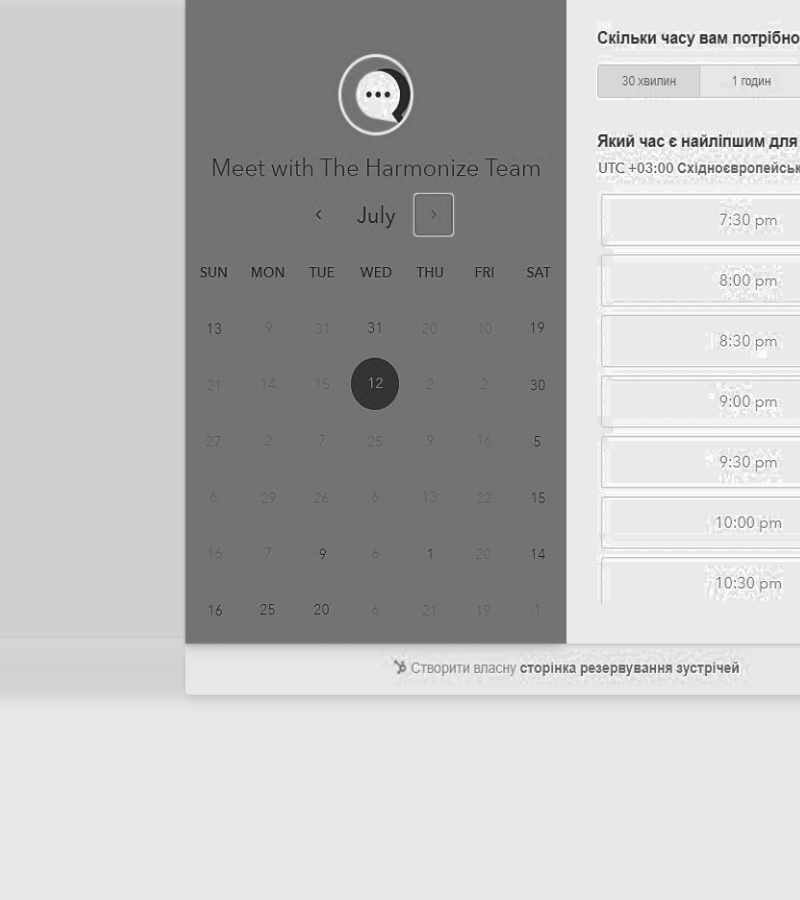 Meet with The Harmonize Team
July
SUN MON TUE WED THU FRI SAT
13 9 31 31 20 10 19
21 14 15 12 2 2 30
27 2 7 25 9 16 5
6 29 26 6 13 22 15
16 7 9 6 1 20 14
16 25 20 6 21 19 1
Скільки часу вам потрібно
30 хвилин 1 годин
Який час є найліпшим для
UTC +03:00 Східноєвропейськ
7:30 pm
8:00 pm
8:30 pm
9:00 pm
9:30 pm
10:00 pm
10:30 pm
Створити власну сторінка резервування зустрічей